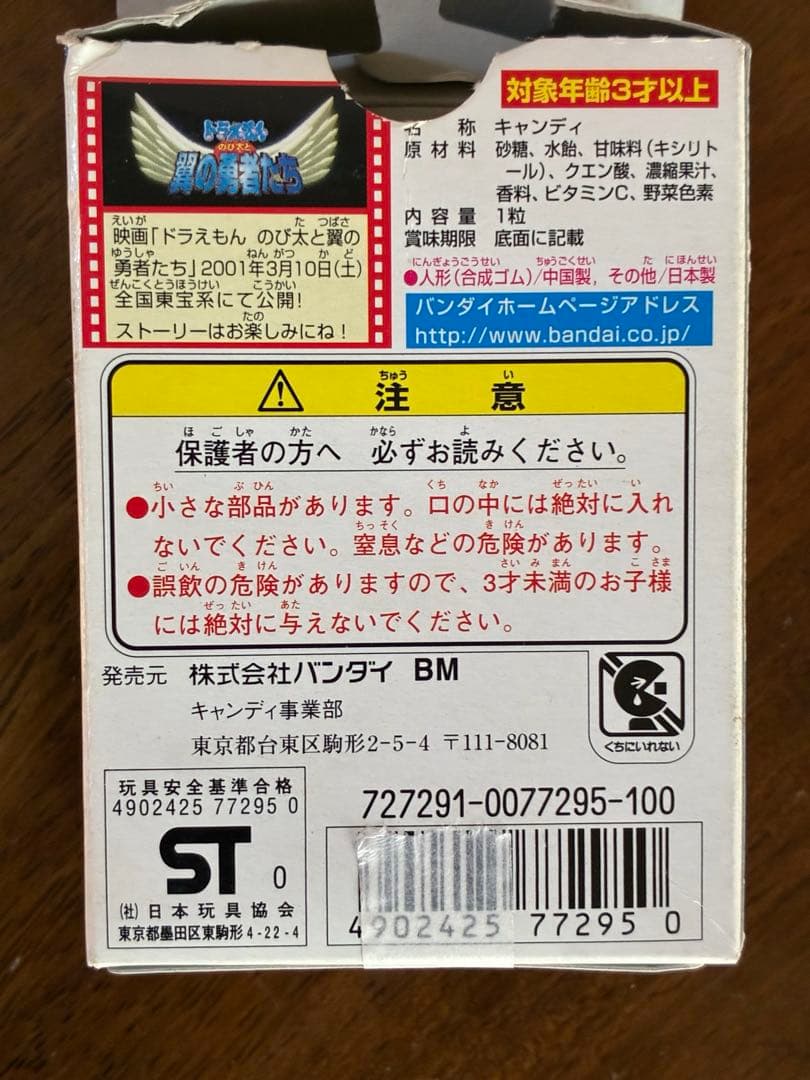 ドラえもん
のび太と
翼の勇者たち
映画「ドラえもん のび太と翼の
勇者たち」2001年3月10日(土)
全国東宝系にて公開!
ストーリーはお楽しみにね!
対象年齢3才以上
名 称 キャンディ
原材料 砂糖、水飴、甘味料(キシリト
ール)、クエン酸、濃縮果汁、
香料、ビタミンC、野菜色素
内容量 1粒
賞味期限 底面に記載
●人形(合成ゴム)/中国製, その他/日本製
バンダイホームページアドレス
http://www.bandai.co.jp/
注意
保護者の方へ 必ずお読みください。
●小さな部品があります。口の中には絶対に入れ
ないでください。窒息などの危険があります。
●誤飲の危険がありますので、3才未満のお子様
には絶対に与えないでください。
発売元 株式会社バンダイ BM
キャンディ事業部
東京都台東区駒形2-5-4 〒111-8081
くちにいれない
玩具安全基準合格
4902425 77295 0
ST 0
(社)日本玩具協会
東京都墨田区東駒形4-22-4
727291-0077295-100
4902425 77295 0